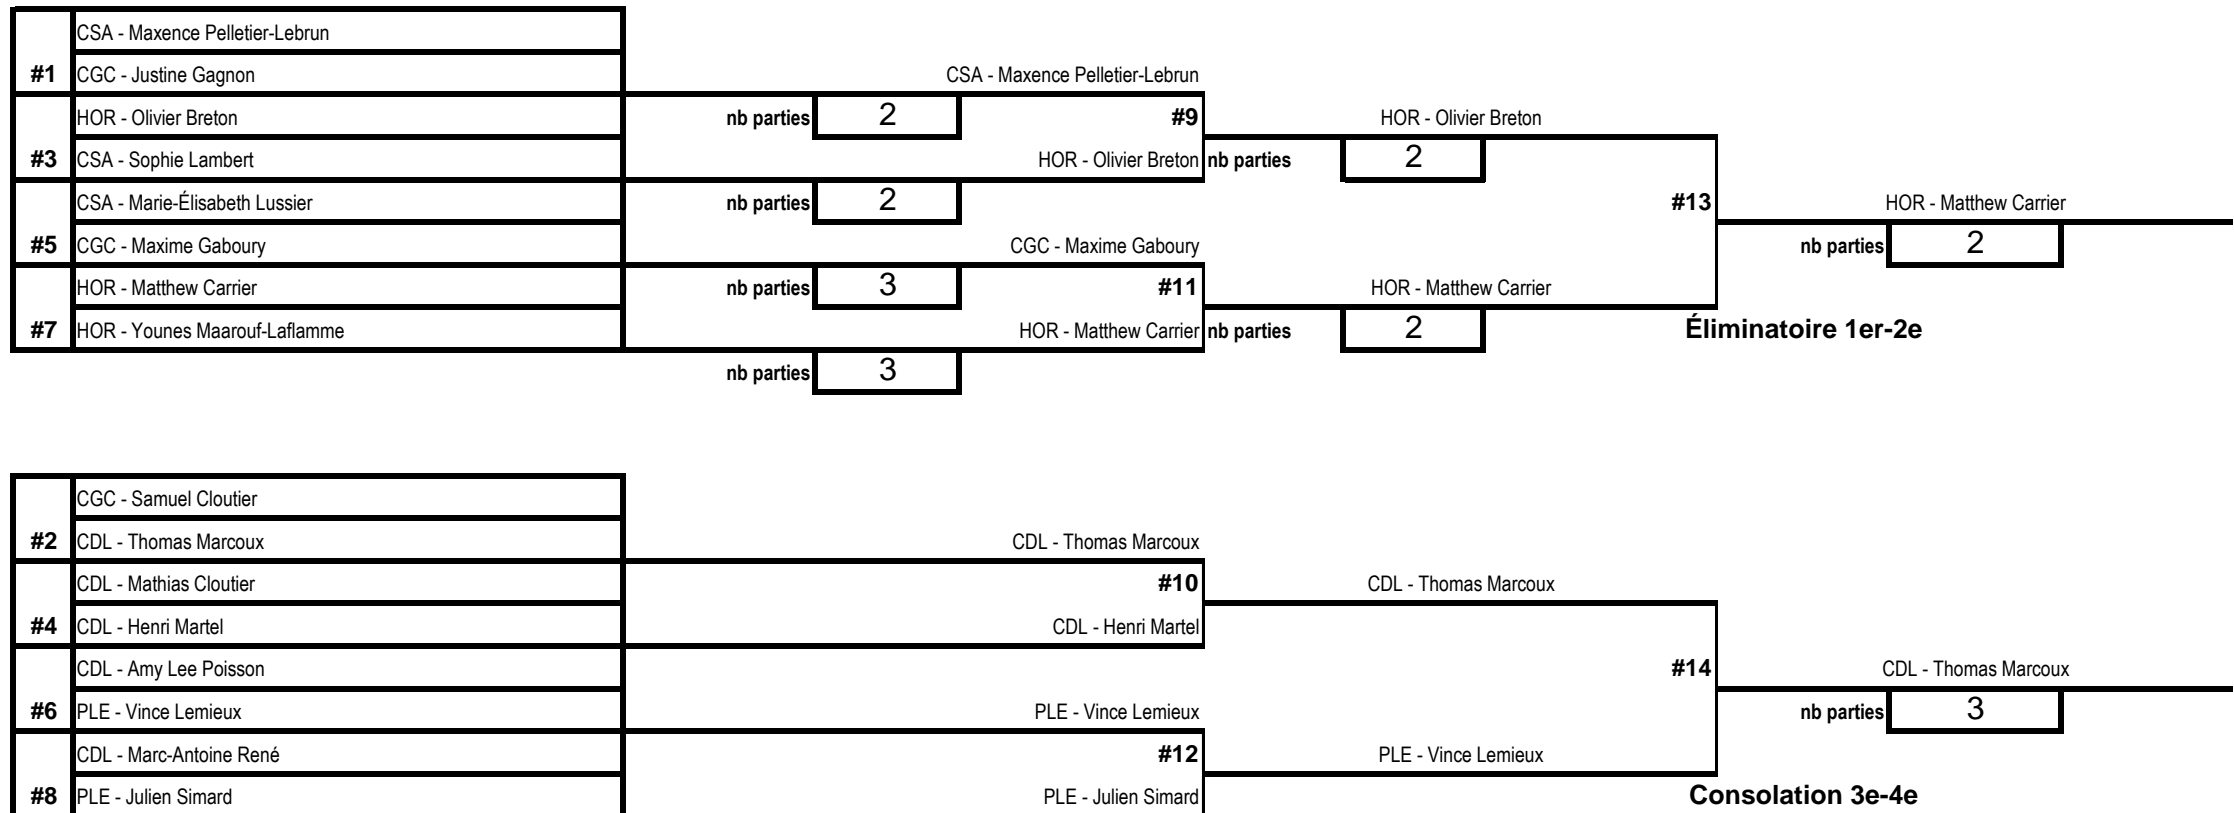 CSA - Maxence Pelletier-Lebrun
#1 CGC - Justine Gagnon CSA - Maxence Pelletier-Lebrun
HOR - Olivier Breton nb parties 2 #9 HOR - Olivier Breton
#3 CSA - Sophie Lambert HOR - Olivier Breton nb parties 2
CSA - Marie-Élisabeth Lussier nb parties 2 #13 HOR - Matthew Carrier
#5 CGC - Maxime Gaboury CGC - Maxime Gaboury nb parties 2
HOR - Matthew Carrier nb parties 3 #11 HOR - Matthew Carrier
#7 HOR - Younes Maarouf-Laflamme HOR - Matthew Carrier nb parties 2 Éliminatoire 1er-2e
nb parties 3
CGC - Samuel Cloutier
#2 CDL - Thomas Marcoux CDL - Thomas Marcoux
CDL - Mathias Cloutier #10 CDL - Thomas Marcoux
#4 CDL - Henri Martel CDL - Henri Martel
CDL - Amy Lee Poisson #14 CDL - Thomas Marcoux
#6 PLE - Vince Lemieux PLE - Vince Lemieux nb parties 3
CDL - Marc-Antoine René #12 PLE - Vince Lemieux
#8 PLE - Julien Simard PLE - Julien Simard Consolation 3e-4e